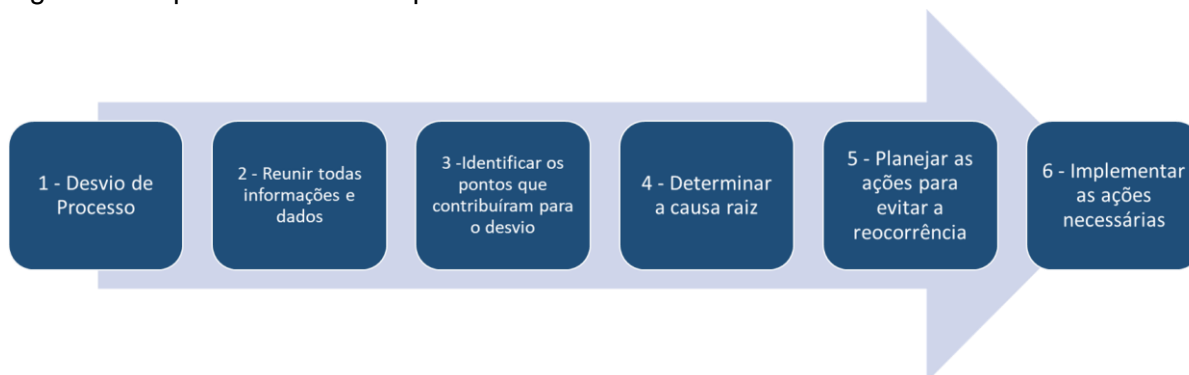 1 - Desvio de
Processo
2 - Reunir todas
informações e
dados
3 -Identificar os
pontos que
contribuíram para
o desvio
4 - Determinar
a causa raiz
5 - Planejar as
ações para
evitar a
reocorrência
6 - Implementar
as ações
necessárias